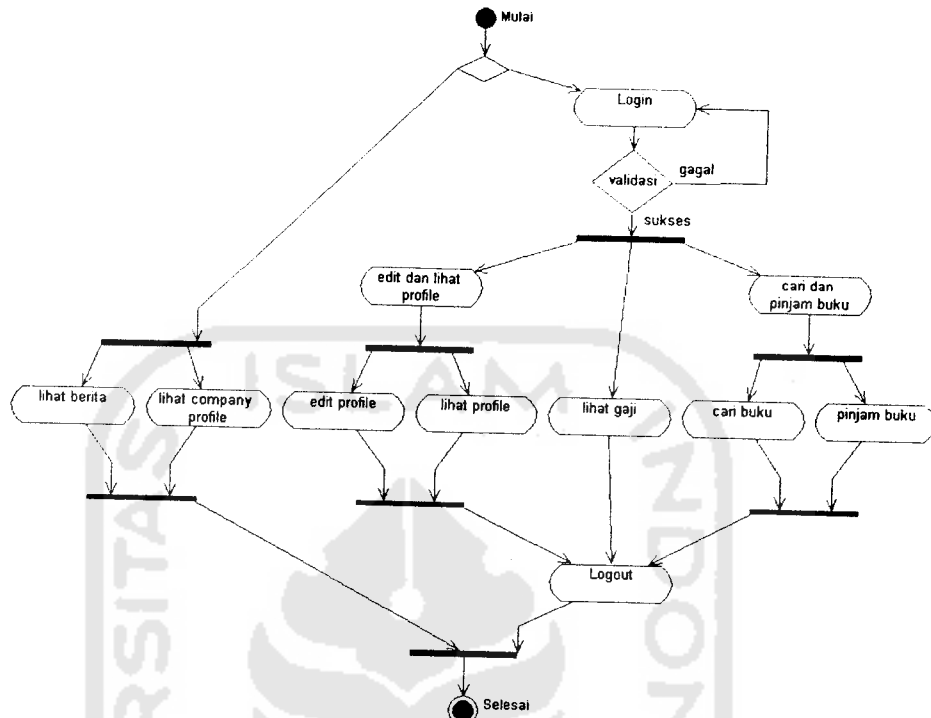 Mulai
Login
validasi
gagal
sukses
edit dan lihat
profile
cari dan
pinjam buku
lihat berita
lihat company
profile
edit profile
lihat profile
lihat gaji
cari buku
pinjam buku
Logout
Selesai
ISLAM